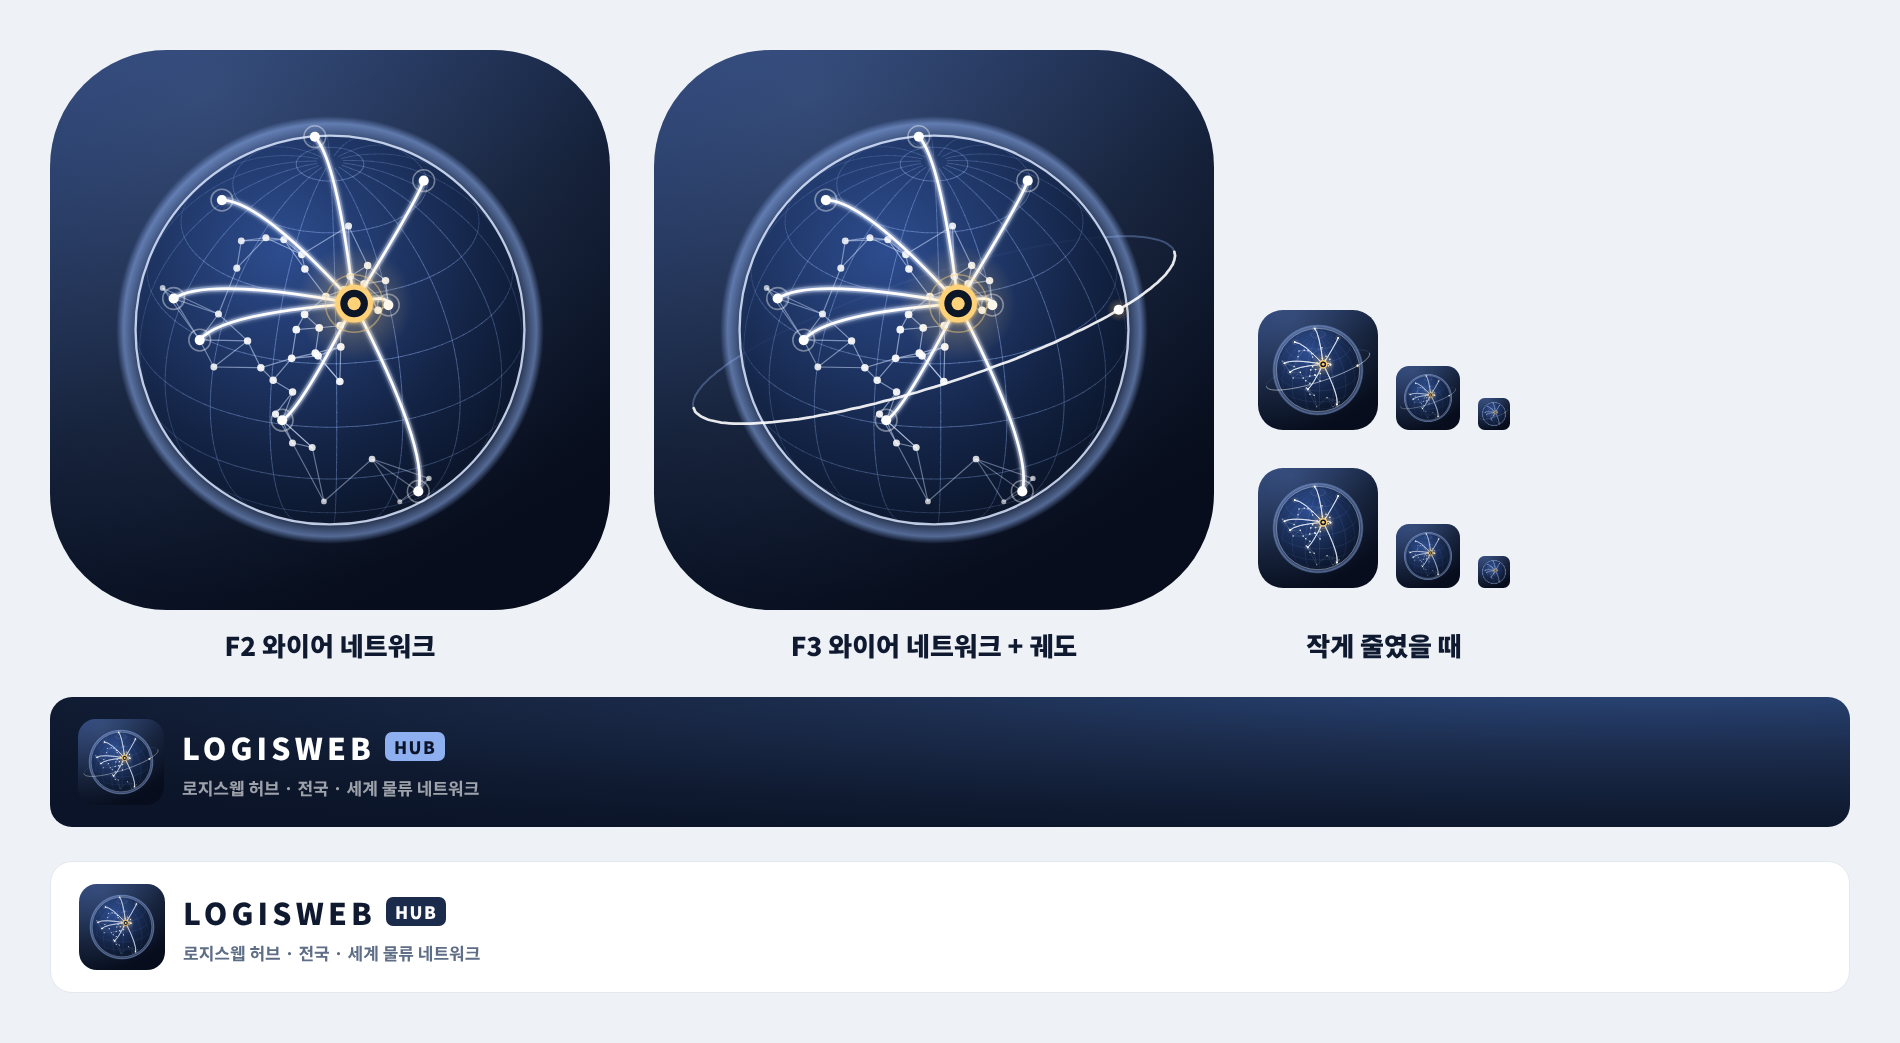 F2 와이어 네트워크
F3 와이어 네트워크 + 궤도
작게 줄였을 때
LOGISWEB HUB
로지스웹 허브 · 전국 · 세계 물류 네트워크
LOGISWEB HUB
로지스웹 허브 · 전국 · 세계 물류 네트워크